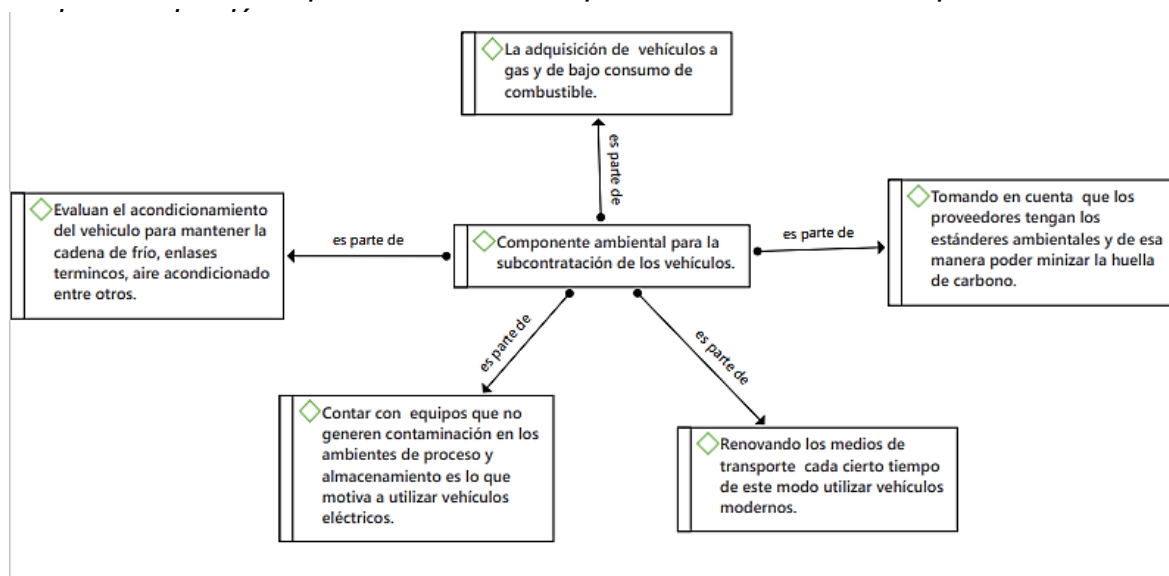 La adquisición de vehículos a
gas y de bajo consumo de
combustible.
es parte de
Evaluan el acondicionamiento
del vehiculo para mantener la
cadena de frío, enlases
termincos, aire acondicionado
entre otros.
es parte de
Componente ambiental para la
subcontratación de los vehículos.
es parte de
Tomando en cuenta que los
proveedores tengan los
estánderes ambientales y de esa
manera poder minizar la huella
de carbono.
es parte de
es parte de
Contar con equipos que no
generen contaminación en los
ambientes de proceso y
almacenamiento es lo que
motiva a utilizar vehículos
eléctricos.
Renovando los medios de
transporte cada cierto tiempo
de este modo utilizar vehículos
modernos.